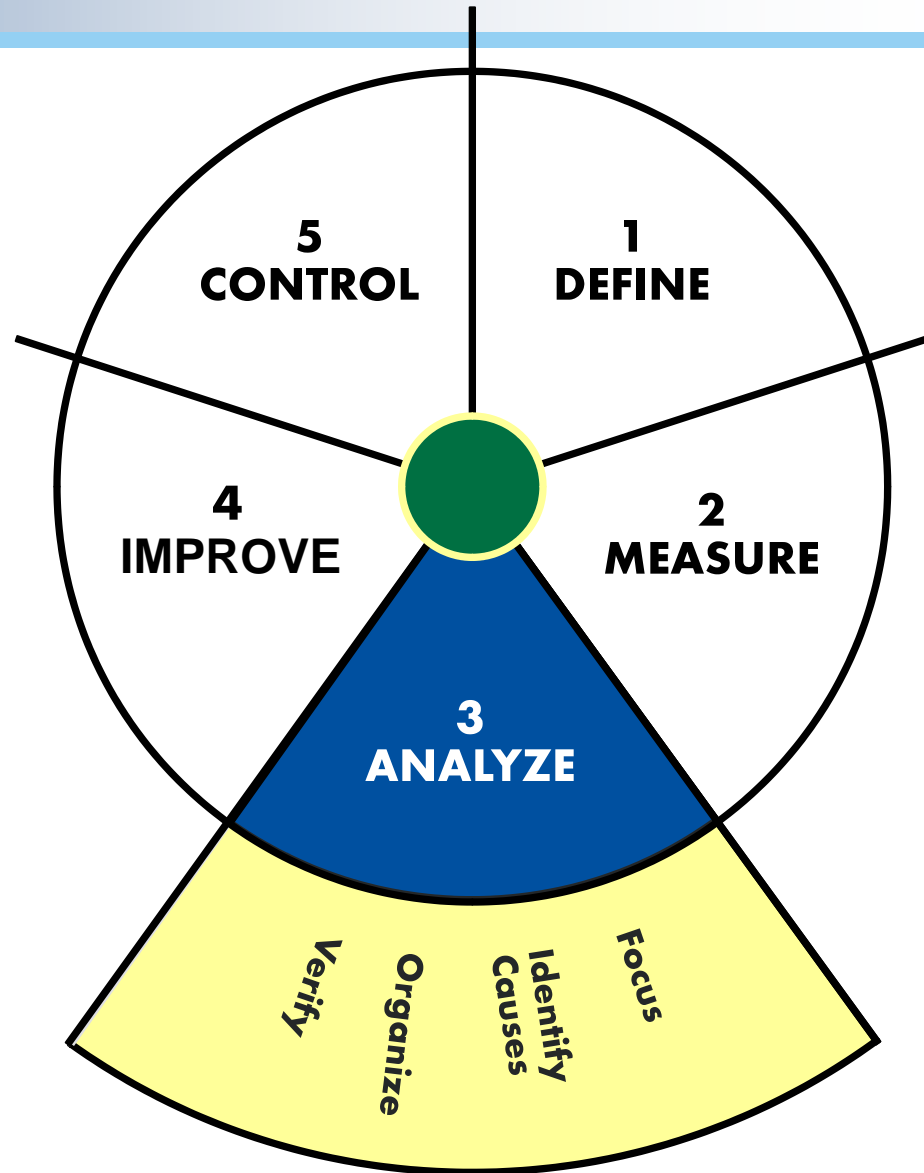 1
DEFINE
2
MEASURE
3
ANALYZE
4
IMPROVE
5
CONTROL
Focus
Identify
Causes
Organize
Verify